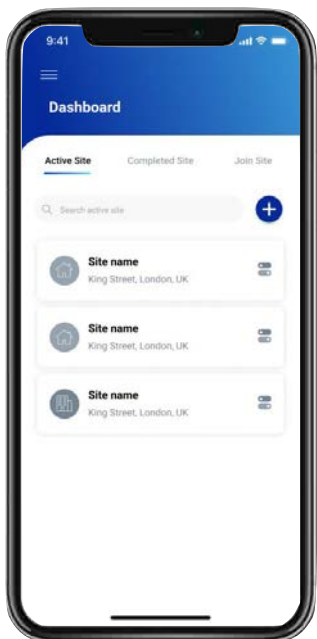 9:41
Dashboard
Active Site Completed Site Join Site
Search active site
Site name
King Street, London, UK
Site name
King Street, London, UK
Site name
King Street, London, UK